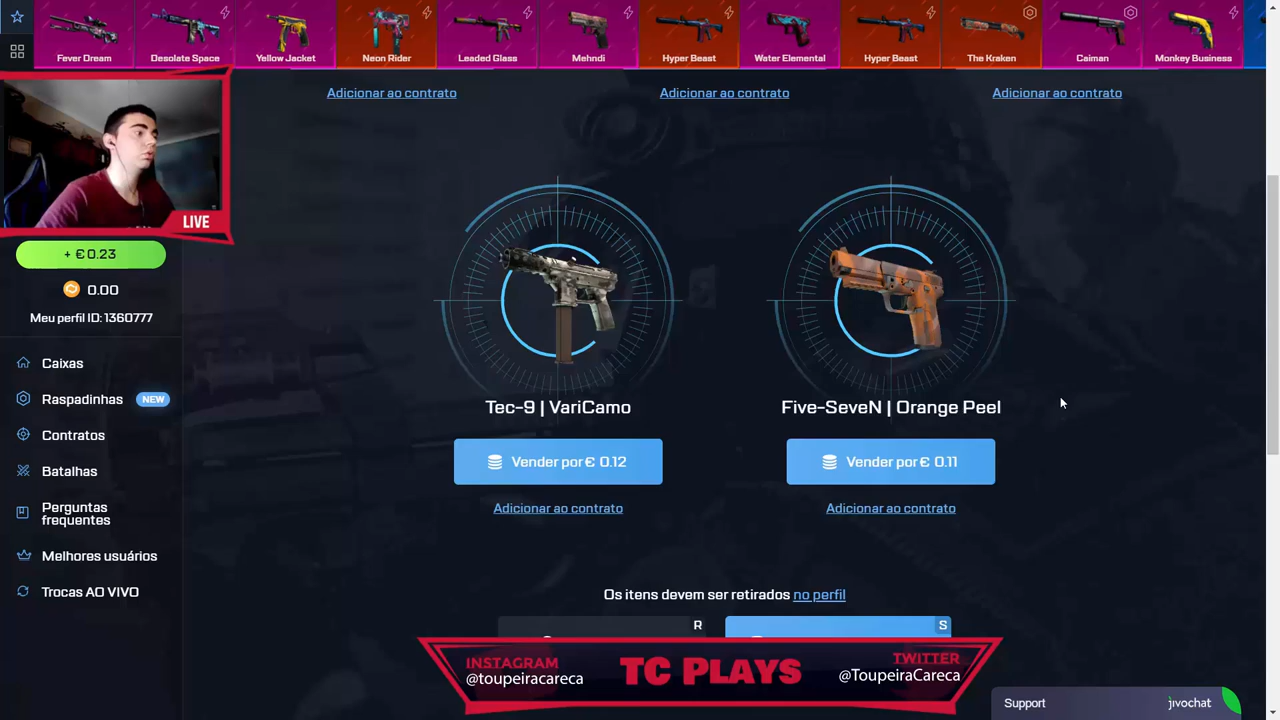 Fever Dream
Desolate Space
Yellow Jacket
Neon Rider
Leaded Glass
Mehndi
Hyper Beast
Water Elemental
Hyper Beast
The Kraken
Caiman
Monkey Business
Adicionar ao contrato
Adicionar ao contrato
Adicionar ao contrato
LIVE
+ € 0.23
0.00
Meu perfil ID: 1360777
Caixas
Raspadinhas NEW
Contratos
Batalhas
Perguntas
frequentes
Melhores usuários
Trocas AO VIVO
Tec-9 | VariCamo
Vender por € 0.12
Adicionar ao contrato
Five-SeveN | Orange Peel
Vender por € 0.11
Adicionar ao contrato
Os itens devem ser retirados no perfil
R
S
INSTAGRAM
@toupeiracareca
TC PLAYS
TWITTER
@ToupeiraCareca
Support
jivochat